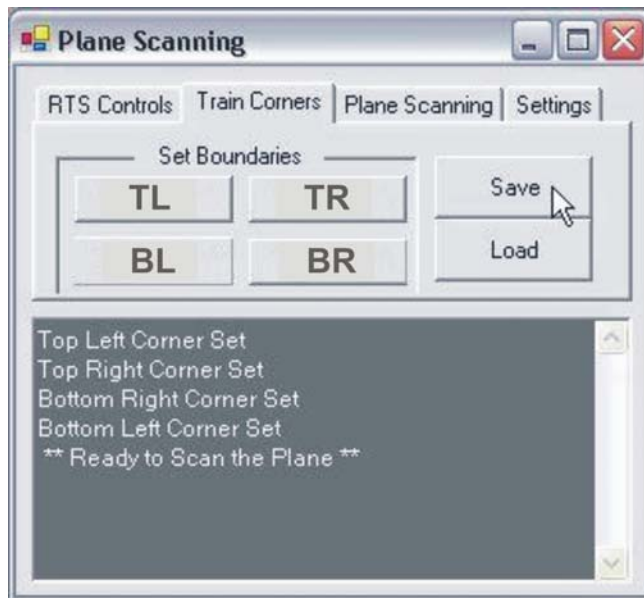 Plane Scanning
RTS Controls Train Corners Plane Scanning Settings
Set Boundaries
TL TR Save
BL BR Load
Top Left Corner Set
Top Right Corner Set
Bottom Right Corner Set
Bottom Left Corner Set
** Ready to Scan the Plane **